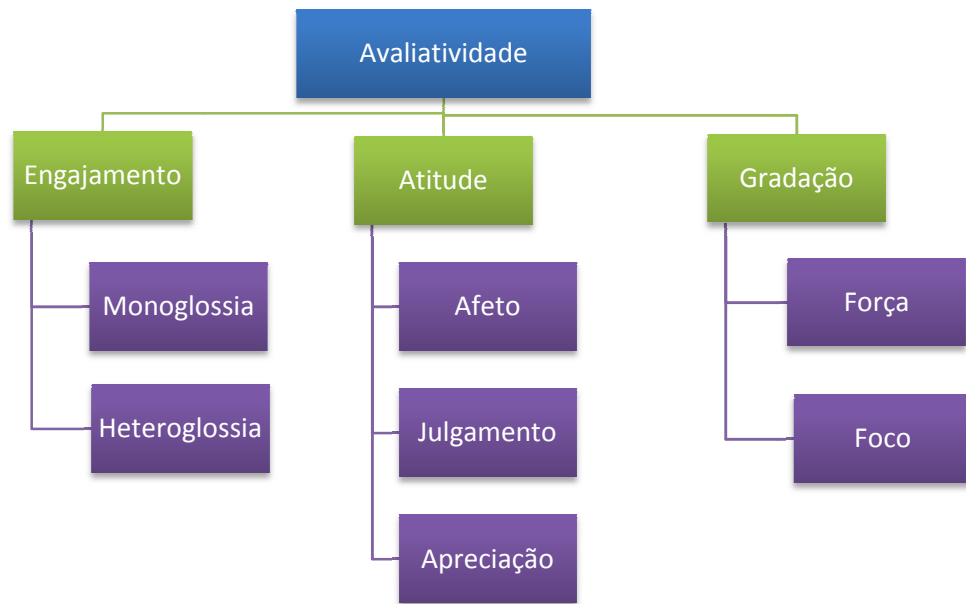 Avaliatividade
Engajamento
Monoglossia
Heteroglossia
Atitude
Afeto
Julgamento
Apreciação
Gradação
Força
Foco